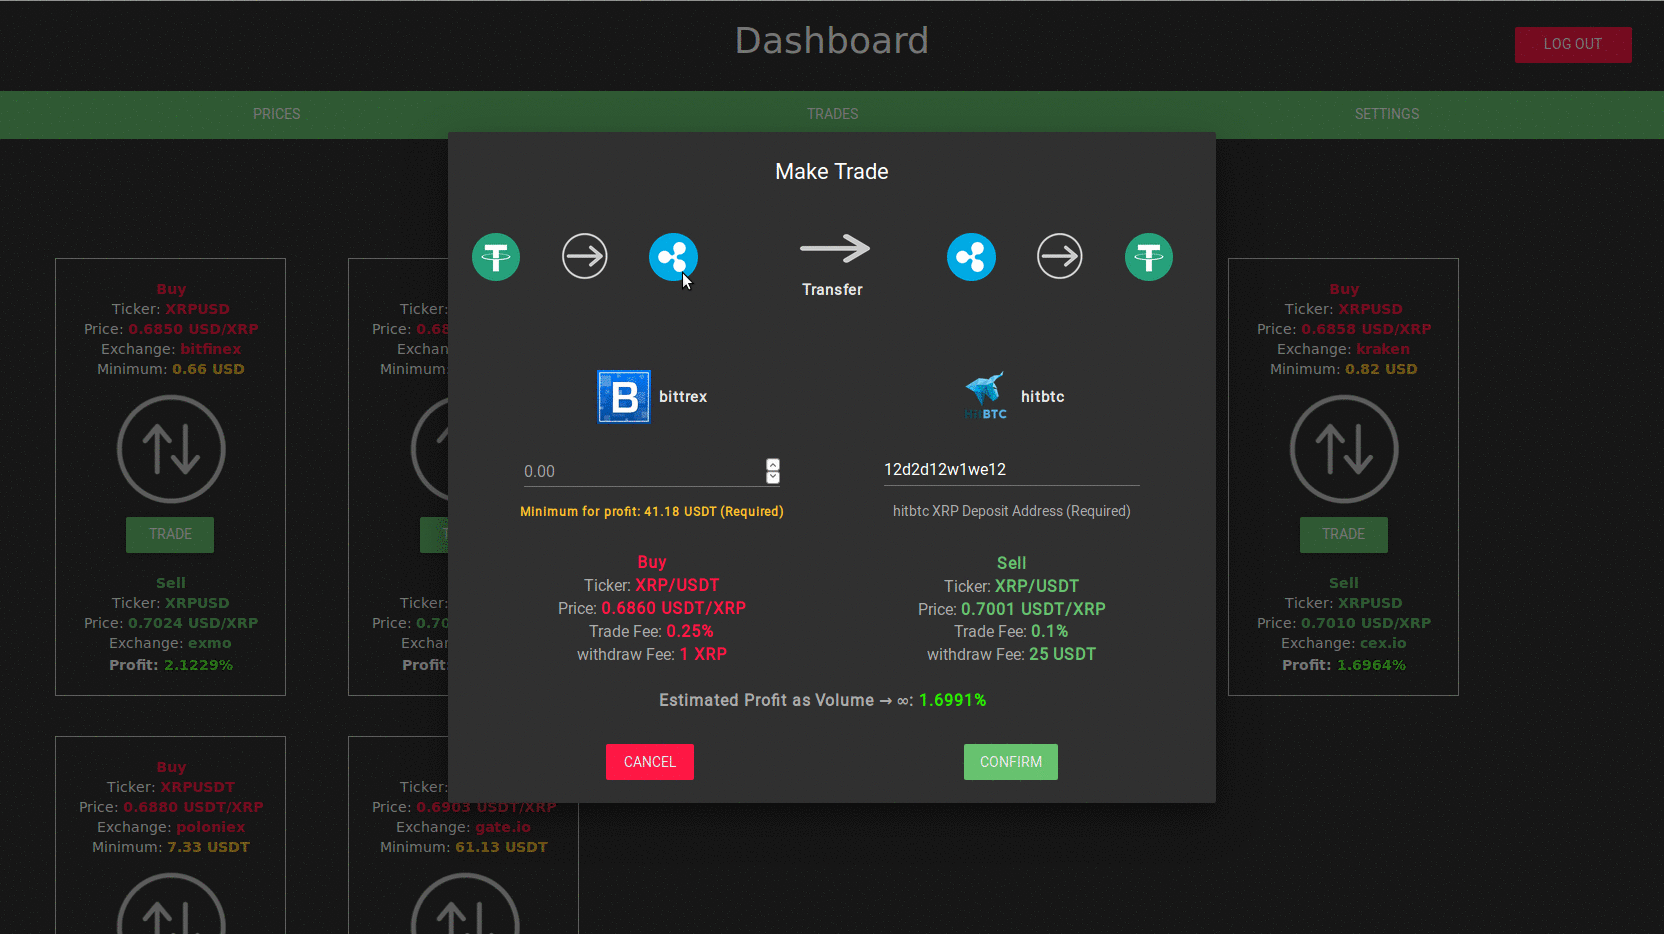 Dashboard
LOG OUT
PRICES
TRADES
SETTINGS
Make Trade
Transfer
B bittrex
HitBTC hitbtc
0.00
12d2d12w1we12
Minimum for profit: 41.18 USDT (Required)
hitbtc XRP Deposit Address (Required)
Buy
Ticker: XRP/USDT
Price: 0.6860 USDT/XRP
Trade Fee: 0.25%
withdraw Fee: 1 XRP
Sell
Ticker: XRP/USDT
Price: 0.7001 USDT/XRP
Trade Fee: 0.1%
withdraw Fee: 25 USDT
Estimated Profit as Volume → ∞: 1.6991%
CANCEL
CONFIRM
Buy
Ticker: XRPUSD
Price: 0.6850 USD/XRP
Exchange: bitfinex
Minimum: 0.66 USD
TRADE
Sell
Ticker: XRPUSD
Price: 0.7024 USD/XRP
Exchange: exmo
Profit: 2.1229%
Ticker:
Price:
Minimum:
Ticker:
Price:
Buy
Ticker: XRPUSD
Price: 0.6858 USD/XRP
Exchange: kraken
Minimum: 0.82 USD
TRADE
Sell
Ticker: XRPUSD
Price: 0.7010 USD/XRP
Exchange: cex.io
Profit: 1.6964%
Buy
Ticker: XRPUSDT
Price: 0.6880 USDT/XRP
Exchange: poloniex
Minimum: 7.33 USDT
Ticker:
Price: 0.6903 USDT/XRP
Exchange: gate.io
Minimum: 61.13 USDT